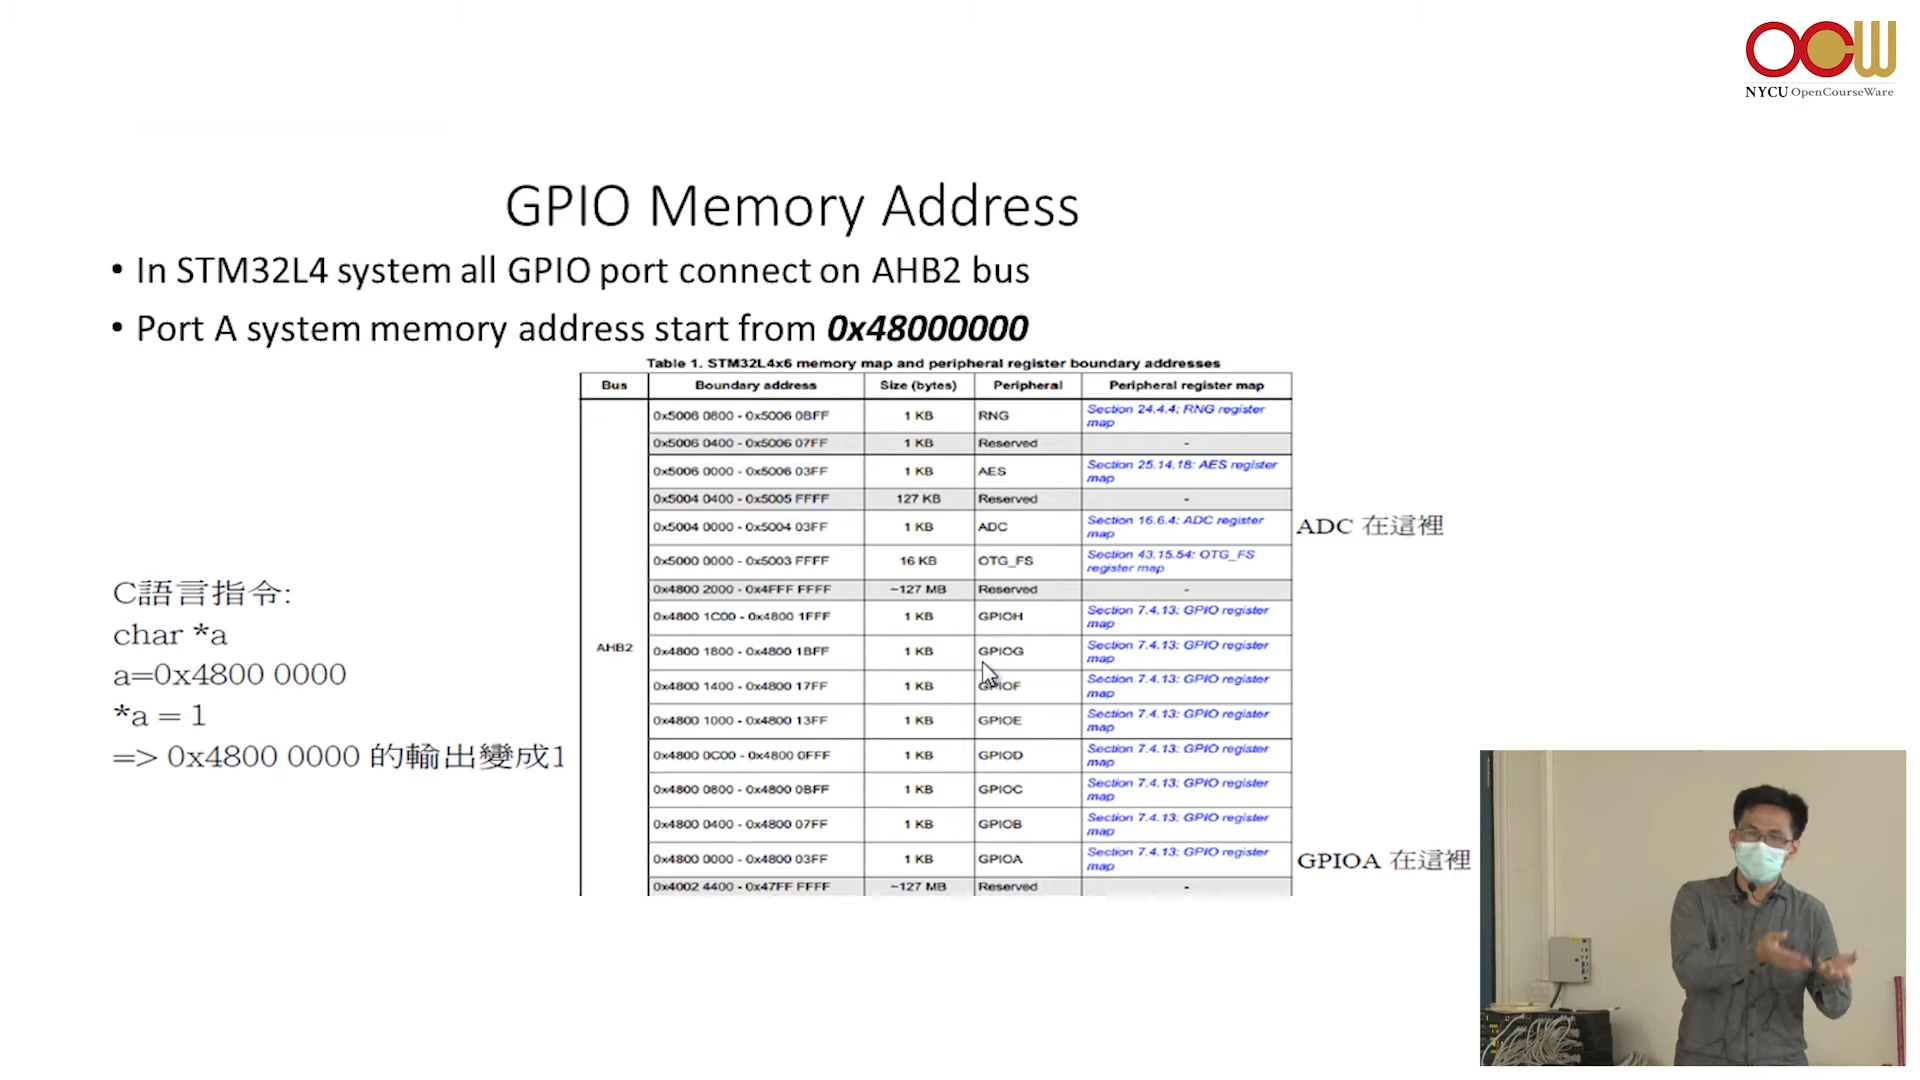 OCW
NYCU OpenCourseWare
GPIO Memory Address
• In STM32L4 system all GPIO port connect on AHB2 bus
• Port A system memory address start from 0x48000000
Table 1. STM32L4x6 memory map and peripheral register boundary addresses
Bus Boundary address Size (bytes) Peripheral Peripheral register map
0x5006 0800 - 0x5006 0BFF 1 KB RNG Section 24.4.4: RNG register map
0x5006 0400 - 0x5006 07FF 1 KB Reserved -
0x5006 0000 - 0x5006 03FF 1 KB AES Section 25.14.18: AES register map
0x5004 0400 - 0x5005 FFFF 127 KB Reserved -
0x5004 0000 - 0x5004 03FF 1 KB ADC Section 16.6.4: ADC register map
ADC 在這裡
0x5000 0000 - 0x5003 FFFF 16 KB OTG_FS Section 43.15.54: OTG_FS register map
0x4800 2000 - 0x4FFF FFFF ~127 MB Reserved -
0x4800 1C00 - 0x4800 1FFF 1 KB GPIOH Section 7.4.13: GPIO register map
AHB2
0x4800 1800 - 0x4800 1BFF 1 KB GPIOG Section 7.4.13: GPIO register map
0x4800 1400 - 0x4800 17FF 1 KB GPIOF Section 7.4.13: GPIO register map
0x4800 1000 - 0x4800 13FF 1 KB GPIOE Section 7.4.13: GPIO register map
0x4800 0C00 - 0x4800 0FFF 1 KB GPIOD Section 7.4.13: GPIO register map
0x4800 0800 - 0x4800 0BFF 1 KB GPIOC Section 7.4.13: GPIO register map
0x4800 0400 - 0x4800 07FF 1 KB GPIOB Section 7.4.13: GPIO register map
0x4800 0000 - 0x4800 03FF 1 KB GPIOA Section 7.4.13: GPIO register map
GPIOA 在這裡
0x4002 4400 - 0x47FF FFFF ~127 MB Reserved -
C語言指令:
char *a
a=0x4800 0000
*a = 1
=> 0x4800 0000 的輸出變成1